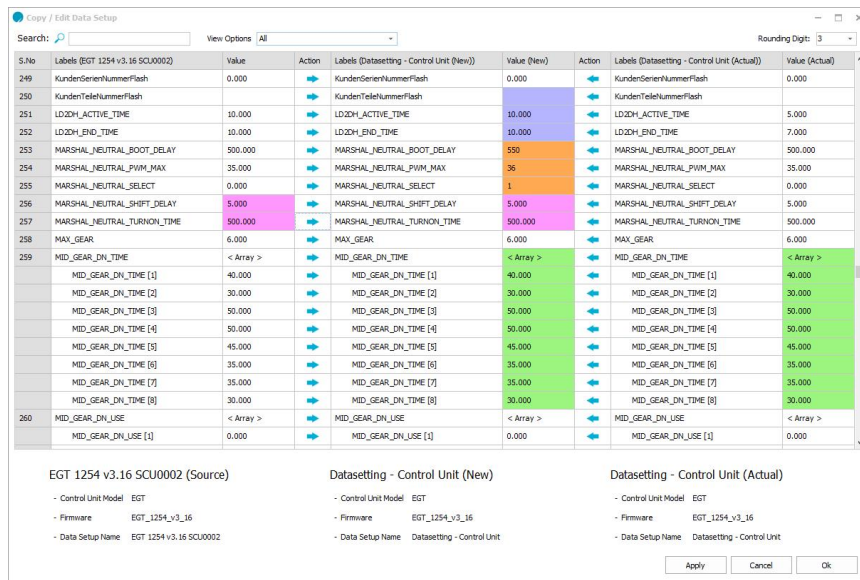 Copy / Edit Data Setup
Search: View Options All Rounding Digit: 3
S.No Labels (EGT 1254 v3.16 SCU0002) Value Action Labels (Datasetting - Control Unit (New)) Value (New) Action Labels (Datasetting - Control Unit (Actual)) Value (Actual)
249 KundenSerienNummerFlash 0.000 KundenSerienNummerFlash 0.000 KundenSerienNummerFlash 0.000
250 KundenTeileNummerFlash KundenTeileNummerFlash KundenTeileNummerFlash
251 LD2DH_ACTIVE_TIME 10.000 LD2DH_ACTIVE_TIME 10.000 LD2DH_ACTIVE_TIME 5.000
252 LD2DH_END_TIME 10.000 LD2DH_END_TIME 10.000 LD2DH_END_TIME 7.000
253 MARSHAL_NEUTRAL_BOOT_DELAY 500.000 MARSHAL_NEUTRAL_BOOT_DELAY 550 MARSHAL_NEUTRAL_BOOT_DELAY 500.000
254 MARSHAL_NEUTRAL_PWM_MAX 35.000 MARSHAL_NEUTRAL_PWM_MAX 36 MARSHAL_NEUTRAL_PWM_MAX 35.000
255 MARSHAL_NEUTRAL_SELECT 0.000 MARSHAL_NEUTRAL_SELECT 1 MARSHAL_NEUTRAL_SELECT 0.000
256 MARSHAL_NEUTRAL_SHIFT_DELAY 5.000 MARSHAL_NEUTRAL_SHIFT_DELAY 5.000 MARSHAL_NEUTRAL_SHIFT_DELAY 5.000
257 MARSHAL_NEUTRAL_TURNON_TIME 500.000 MARSHAL_NEUTRAL_TURNON_TIME 500.000 MARSHAL_NEUTRAL_TURNON_TIME 500.000
258 MAX_GEAR 6.000 MAX_GEAR 6.000 MAX_GEAR 6.000
259 MID_GEAR_DN_TIME < Array > MID_GEAR_DN_TIME < Array > MID_GEAR_DN_TIME < Array >
MID_GEAR_DN_TIME [1] 40.000 MID_GEAR_DN_TIME [1] 40.000 MID_GEAR_DN_TIME [1] 40.000
MID_GEAR_DN_TIME [2] 30.000 MID_GEAR_DN_TIME [2] 30.000 MID_GEAR_DN_TIME [2] 30.000
MID_GEAR_DN_TIME [3] 50.000 MID_GEAR_DN_TIME [3] 50.000 MID_GEAR_DN_TIME [3] 50.000
MID_GEAR_DN_TIME [4] 50.000 MID_GEAR_DN_TIME [4] 50.000 MID_GEAR_DN_TIME [4] 50.000
MID_GEAR_DN_TIME [5] 45.000 MID_GEAR_DN_TIME [5] 45.000 MID_GEAR_DN_TIME [5] 45.000
MID_GEAR_DN_TIME [6] 35.000 MID_GEAR_DN_TIME [6] 35.000 MID_GEAR_DN_TIME [6] 35.000
MID_GEAR_DN_TIME [7] 35.000 MID_GEAR_DN_TIME [7] 35.000 MID_GEAR_DN_TIME [7] 35.000
MID_GEAR_DN_TIME [8] 30.000 MID_GEAR_DN_TIME [8] 30.000 MID_GEAR_DN_TIME [8] 30.000
260 MID_GEAR_DN_USE < Array > MID_GEAR_DN_USE < Array > MID_GEAR_DN_USE < Array >
MID_GEAR_DN_USE [1] 0.000 MID_GEAR_DN_USE [1] 0.000 MID_GEAR_DN_USE [1] 0.000
EGT 1254 v3.16 SCU0002 (Source) Datasetting - Control Unit (New) Datasetting - Control Unit (Actual)
- Control Unit Model EGT - Control Unit Model EGT - Control Unit Model EGT
- Firmware EGT_1254_v3_16 - Firmware EGT_1254_v3_16 - Firmware EGT_1254_v3_16
- Data Setup Name EGT 1254 v3.16 SCU0002 - Data Setup Name Datasetting - Control Unit - Data Setup Name Datasetting - Control Unit
Apply Cancel Ok